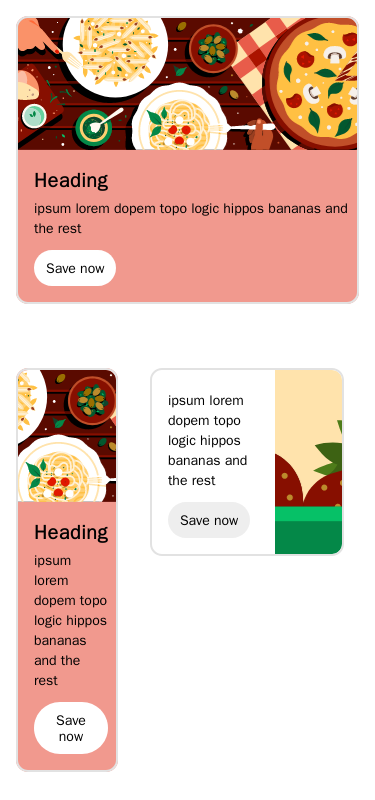 Heading
ipsum lorem dopem topo logic hippos bananas and
the rest
Save now
Heading
ipsum
lorem
dopem topo
logic hippos
bananas
and the
rest
Save
now
ipsum lorem
dopem topo
logic hippos
bananas and
the rest
Save now